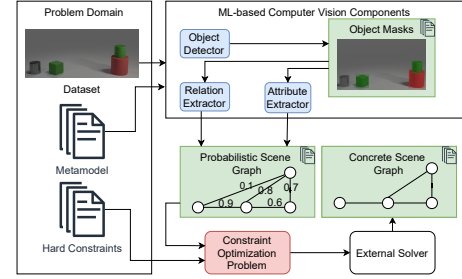 Problem Domain
ML-based Computer Vision Components
Object
Detector
Object Masks
Dataset
Relation
Extractor
Attribute
Extractor
Metamodel
Probabilistic Scene
Graph
0.1
0.8
0.7
0.9
0.6
Concrete Scene
Graph
Hard Constraints
Constraint
Optimization
Problem
External Solver